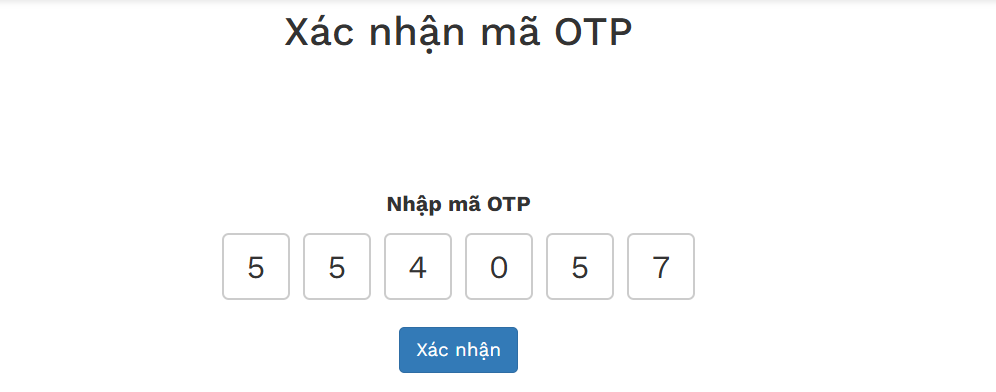 Xác nhận mã OTP
Nhập mã OTP
5 5 4 0 5 7
Xác nhận